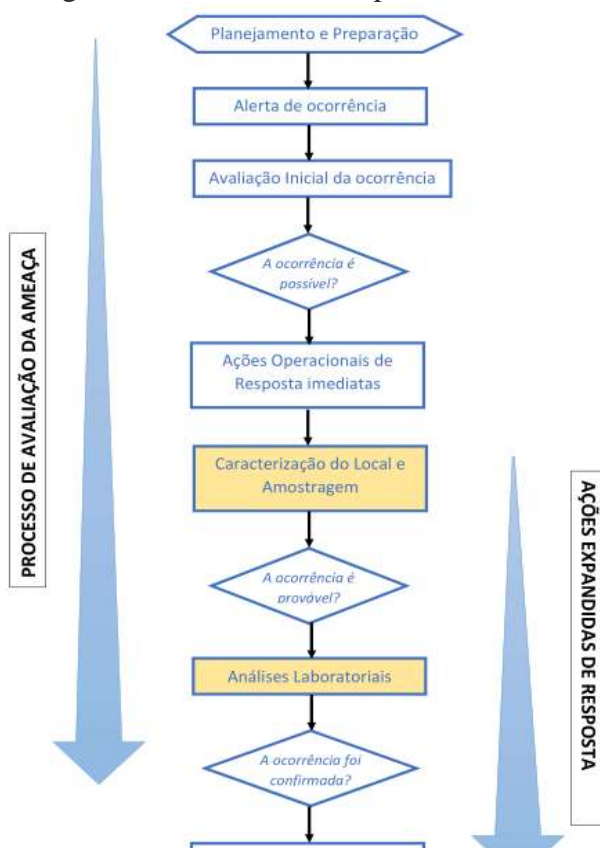 Planejamento e Preparação
Alerta de ocorrência
Avaliação Inicial da ocorrência
A ocorrência é
possível?
Ações Operacionais de
Resposta imediatas
Caracterização do Local e
Amostragem
A ocorrência é
provável?
Análises Laboratoriais
A ocorrência foi
confirmada?
PROCESSO DE AVALIAÇÃO DA AMEAÇA
AÇÕES EXPANDIDAS DE RESPOSTA